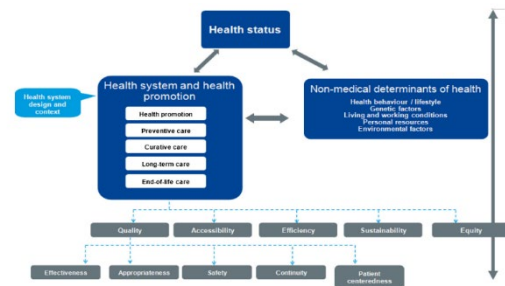 Health status
Health system
design and
context
Health system and health
promotion
Health promotion
Preventive care
Curative care
Long-term care
End-of-life care
Non-medical determinants of health
Health behaviour / lifestyle
Genetic factors
Living and working conditions
Personal resources
Environmental factors
Quality
Accessibility
Efficiency
Sustainability
Equity
Effectiveness
Appropriateness
Safety
Continuity
Patient
centeredness